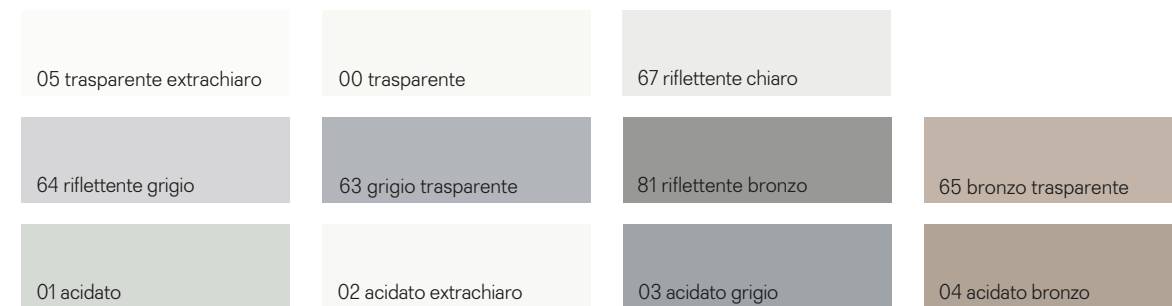 05 trasparente extrachiaro
00 trasparente
67 riflettente chiaro
64 riflettente grigio
63 grigio trasparente
81 riflettente bronzo
65 bronzo trasparente
01 acidato
02 acidato extrachiaro
03 acidato grigio
04 acidato bronzo